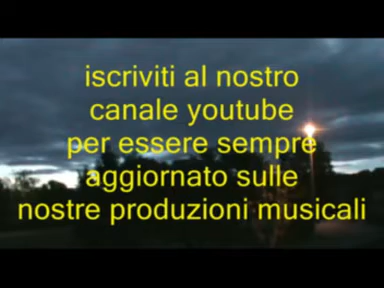 iscriviti al nostro
canale youtube
per essere sempre
aggiornato sulle
nostre produzioni musicali